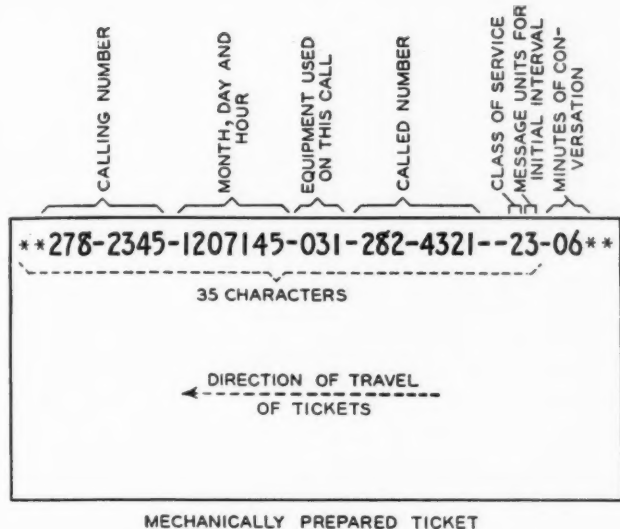 CALLING NUMBER
MONTH, DAY AND
HOUR
EQUIPMENT USED
ON THIS CALL
CALLED NUMBER
CLASS OF SERVICE
MESSAGE UNITS FOR
INITIAL INTERVAL
MINUTES OF CON-
VERSATION
**278-2345-1207145-031-282-4321--23-06**
35 CHARACTERS
DIRECTION OF TRAVEL
OF TICKETS
MECHANICALLY PREPARED TICKET